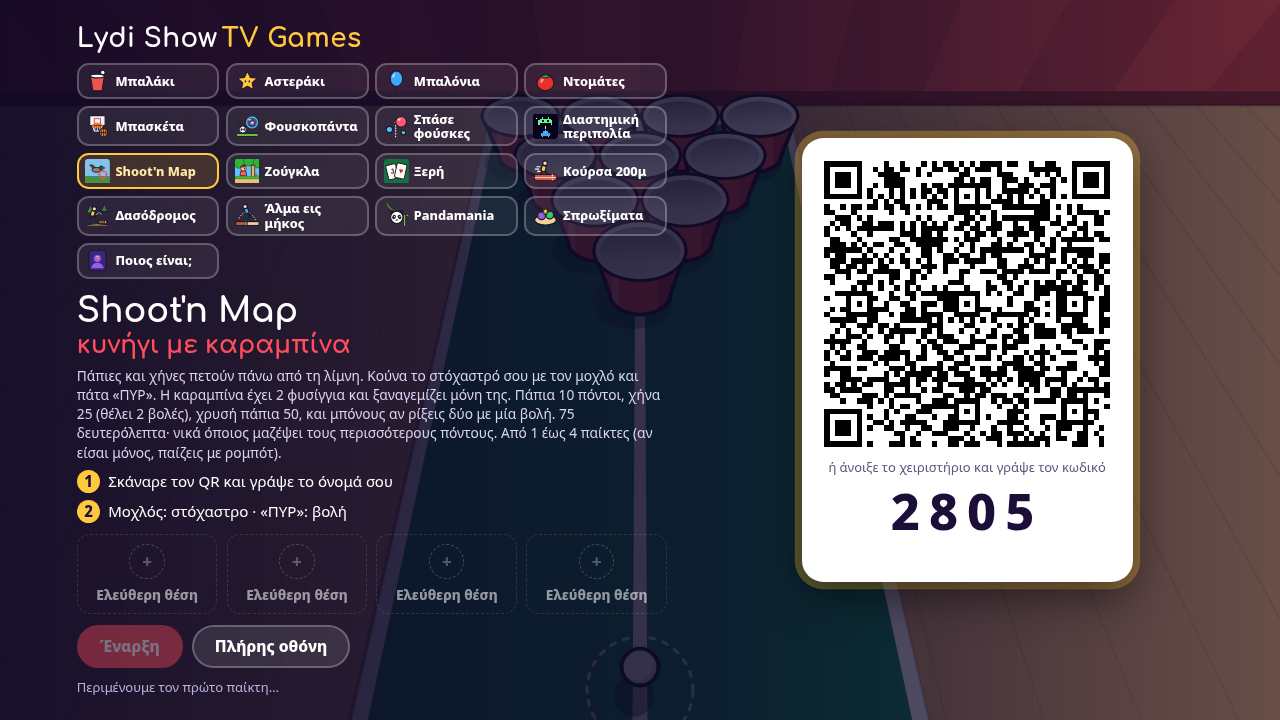 Lydi Show TV Games
Μπαλάκι
Αστεράκι
Μπαλόνια
Ντομάτες
Μπασκέτα
Φουσκοπάντα
Σπάσε
φούσκες
Διαστημική
περιπολία
Shoot'n Map
Ζούγκλα
Ξερή
Κούρσα 200μ
Δασόδρομος
Άλμα εις
μήκος
Pandamania
Σπρωξίματα
Ποιος είναι;
Shoot'n Map
κυνήγι με καραμπίνα
Πάπιες και χήνες πετούν πάνω από τη λίμνη. Κούνα το στόχαστρό σου με τον μοχλό και
πάτα «ΠΥΡ». Η καραμπίνα έχει 2 φυσίγγια και ξαναγεμίζει μόνη της. Πάπια 10 πόντοι, χήνα
25 (θέλει 2 βολές), χρυσή πάπια 50, και μπόνους αν ρίξεις δύο με μία βολή. 75
δευτερόλεπτα· νικά όποιος μαζέψει τους περισσότερους πόντους. Από 1 έως 4 παίκτες (αν
είσαι μόνος, παίζεις με ρομπότ).
1 Σκάναρε τον QR και γράψε το όνομά σου
2 Μοχλός: στόχαστρο · «ΠΥΡ»: βολή
+
Ελεύθερη θέση
+
Ελεύθερη θέση
+
Ελεύθερη θέση
+
Ελεύθερη θέση
Έναρξη
Πλήρης οθόνη
Περιμένουμε τον πρώτο παίκτη...
ή άνοιξε το χειριστήριο και γράψε τον κωδικό
2805